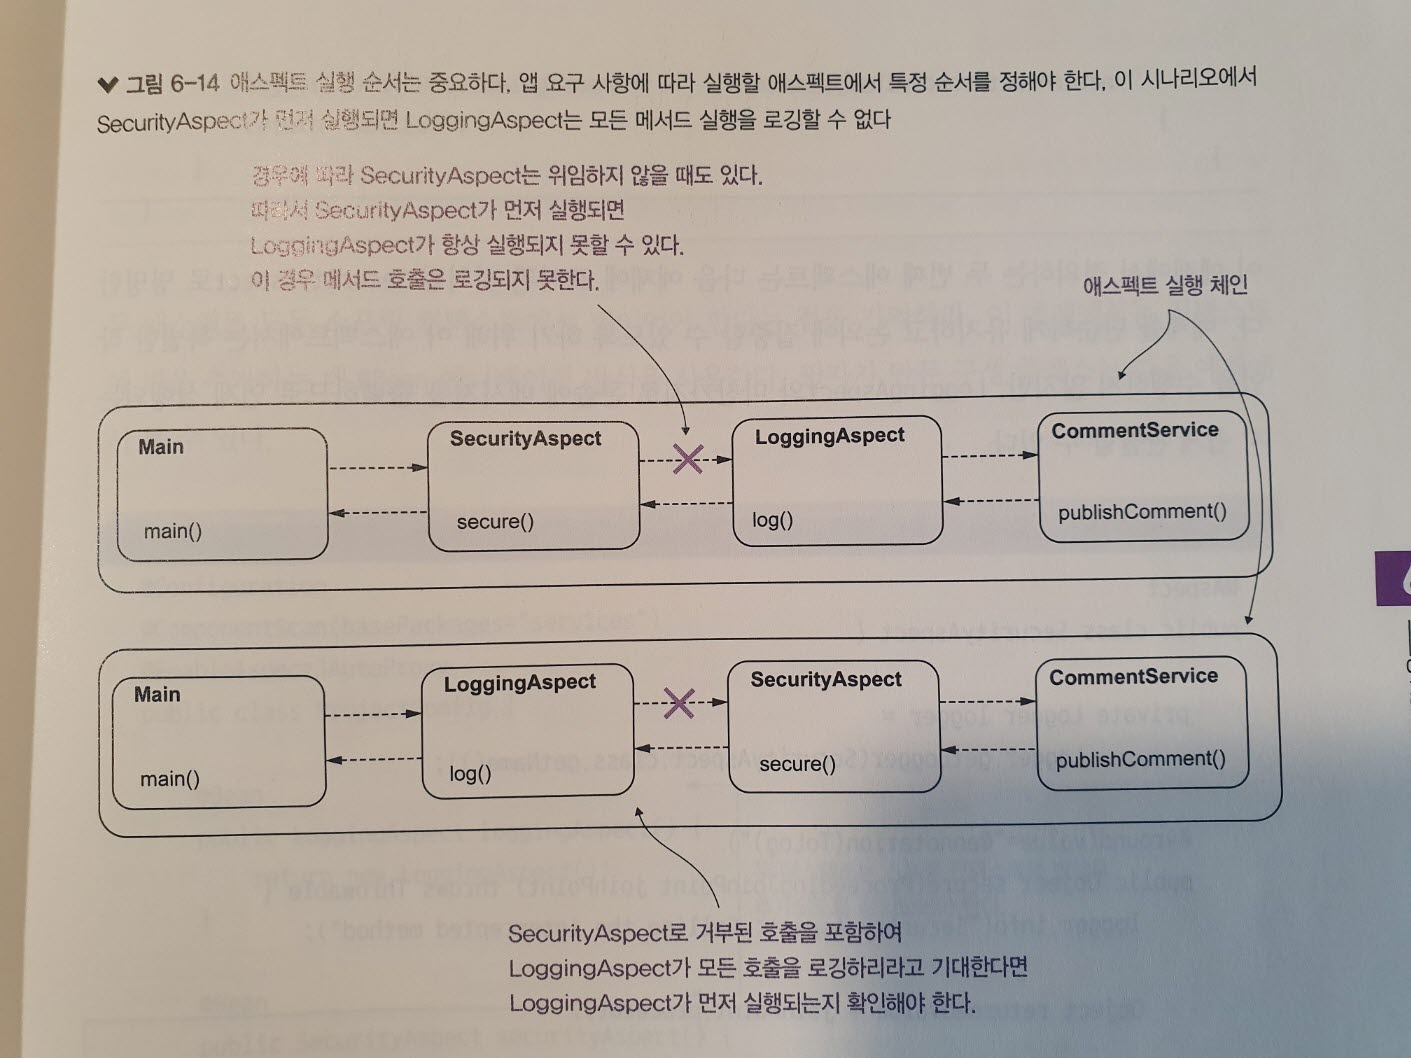 그림 6-14 애스펙트 실행 순서는 중요하다. 앱 요구 사항에 따라 실행할 애스펙트에서 특정 순서를 정해야 한다. 이 시나리오에서
SecurityAspect가 먼저 실행되면 LoggingAspect는 모든 메서드 실행을 로깅할 수 없다
경우에 따라 SecurityAspect는 위임하지 않을 때도 있다.
따라서 SecurityAspect가 먼저 실행되면
LoggingAspect가 항상 실행되지 못할 수 있다.
이 경우 메서드 호출은 로깅되지 못한다.
애스펙트 실행 체인
Main
SecurityAspect
LoggingAspect
CommentService
main()
secure()
log()
publishComment()
Main
LoggingAspect
SecurityAspect
CommentService
main()
log()
secure()
publishComment()
SecurityAspect로 거부된 호출을 포함하여
LoggingAspect가 모든 호출을 로깅하리라고 기대한다면
LoggingAspect가 먼저 실행되는지 확인해야 한다.